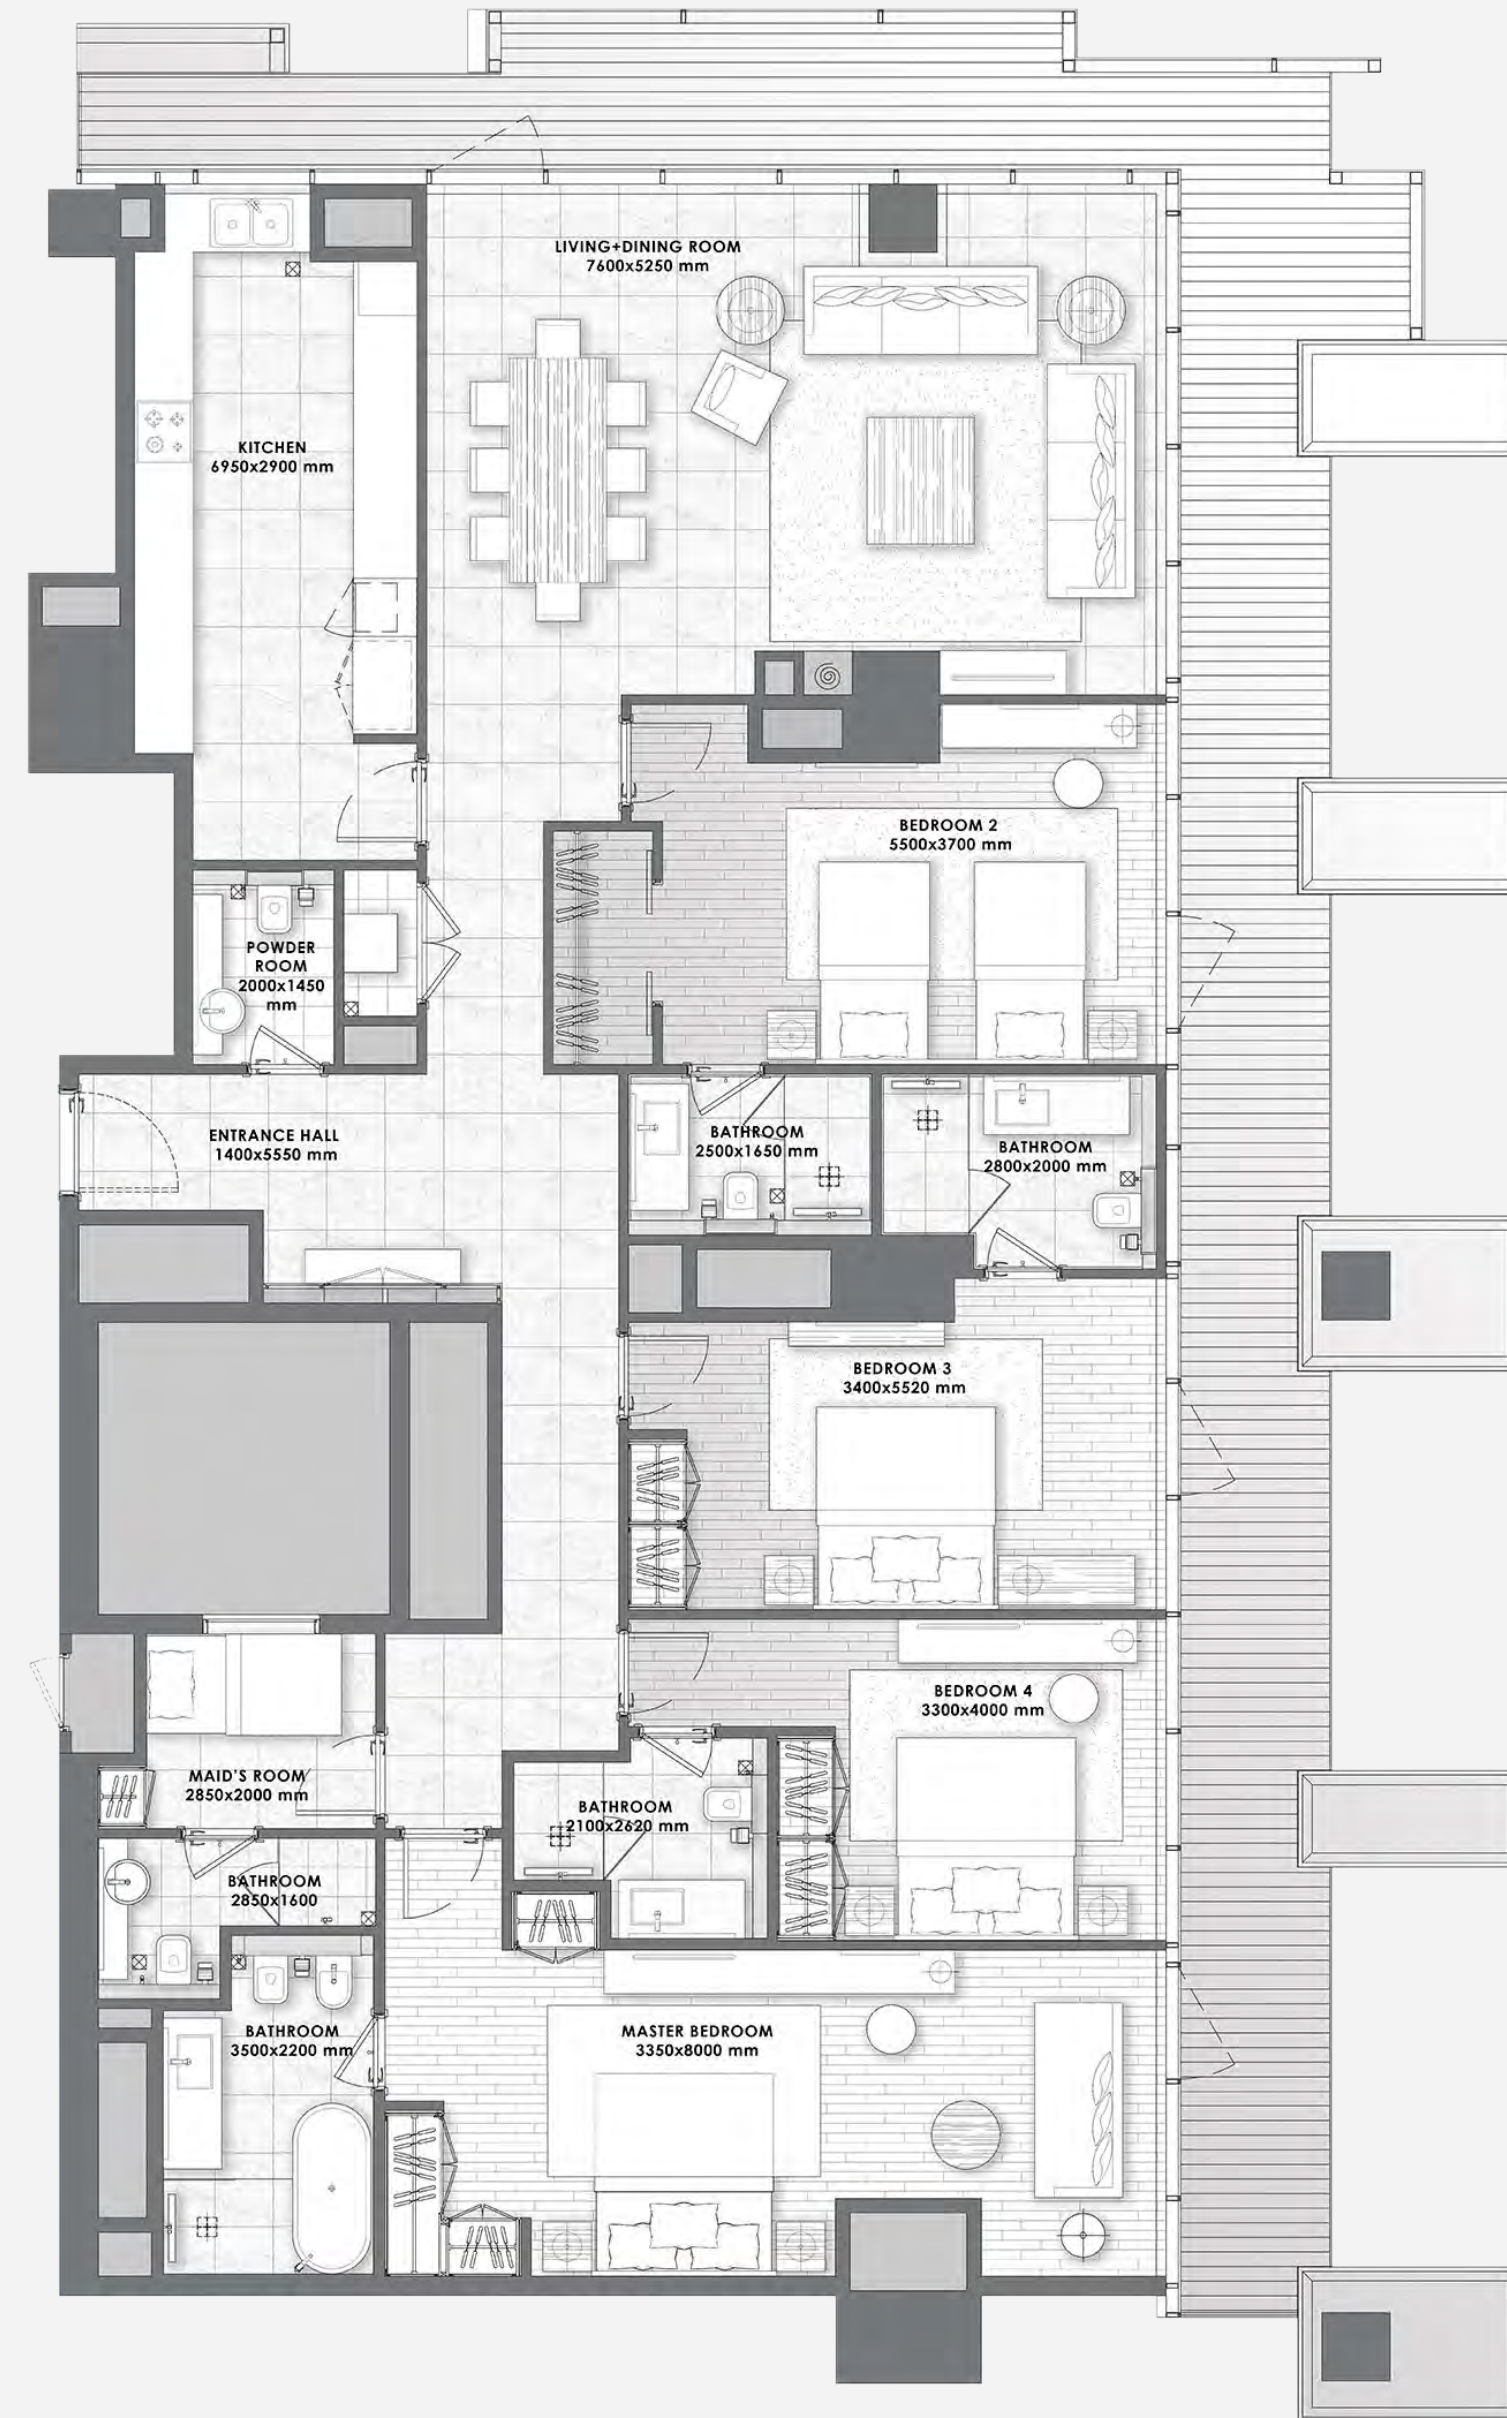 LIVING+DINING ROOM
7600x5250 mm
KITCHEN
6950x2900 mm
BEDROOM 2
5500x3700 mm
POWDER
ROOM
2000x1450
mm
ENTRANCE HALL
1400x5550 mm
BATHROOM
2500x1650 mm
BATHROOM
2800x2000 mm
BEDROOM 3
3400x5520 mm
BEDROOM 4
3300x4000 mm
MAID'S ROOM
2850x2000 mm
BATHROOM
2100x2620 mm
BATHROOM
2850x1600
BATHROOM
3500x2200 mm
MASTER BEDROOM
3350x8000 mm